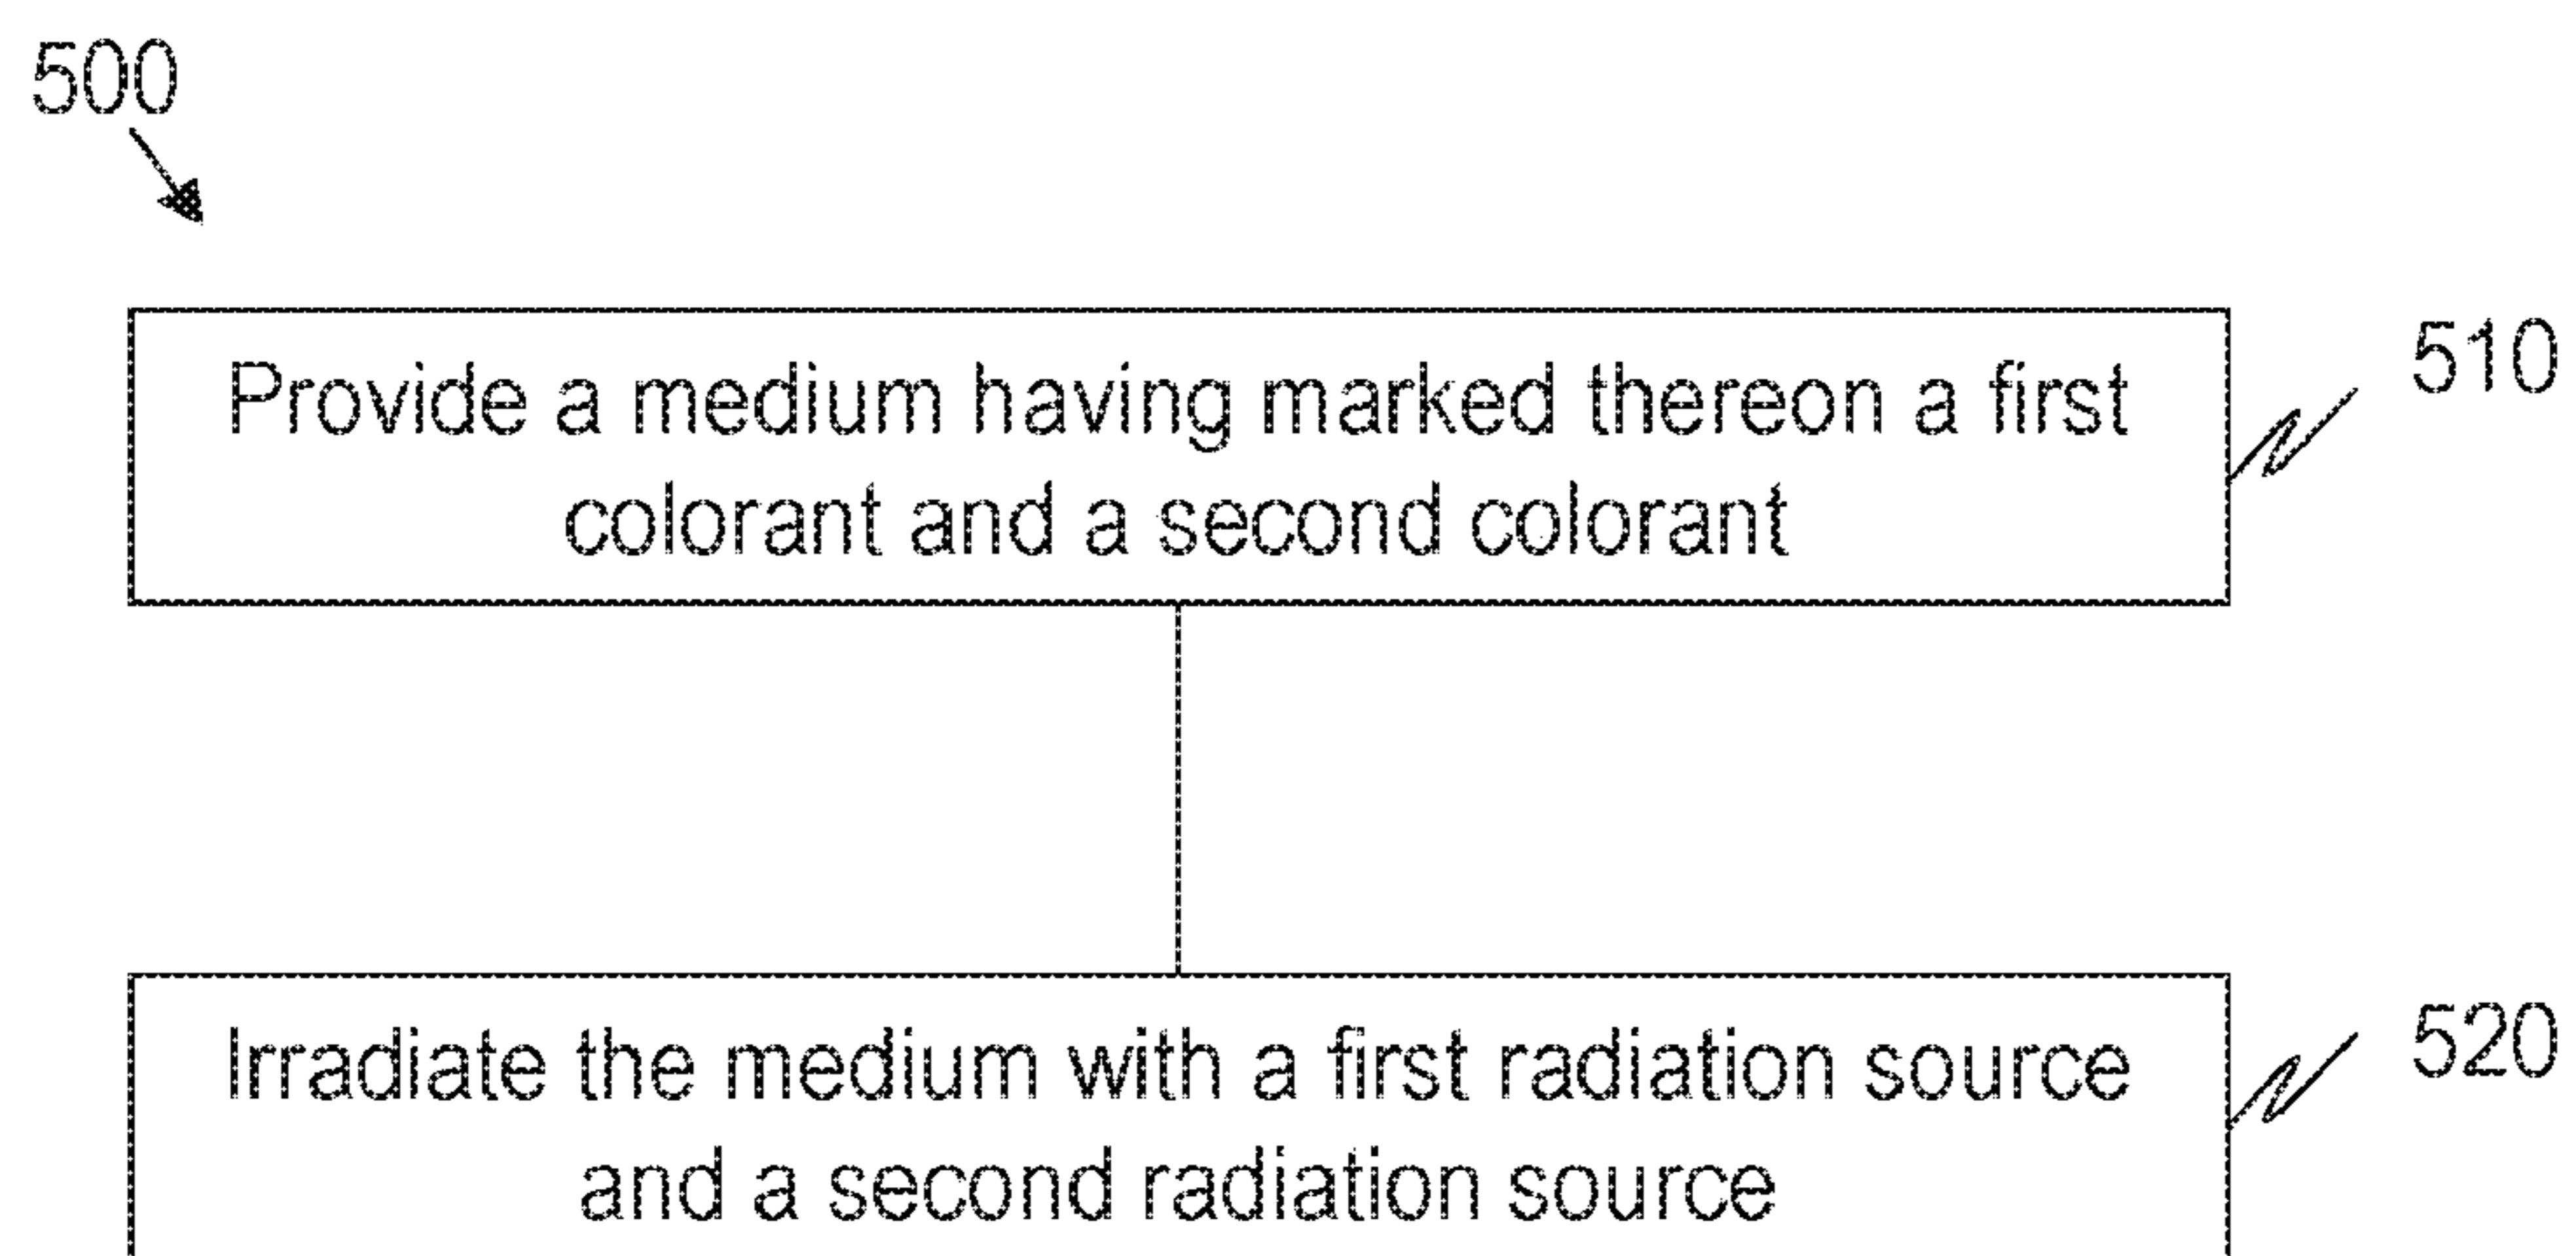 500
Provide a medium having marked thereon a first
colorant and a second colorant
510
Irradiate the medium with a first radiation source
and a second radiation source
520